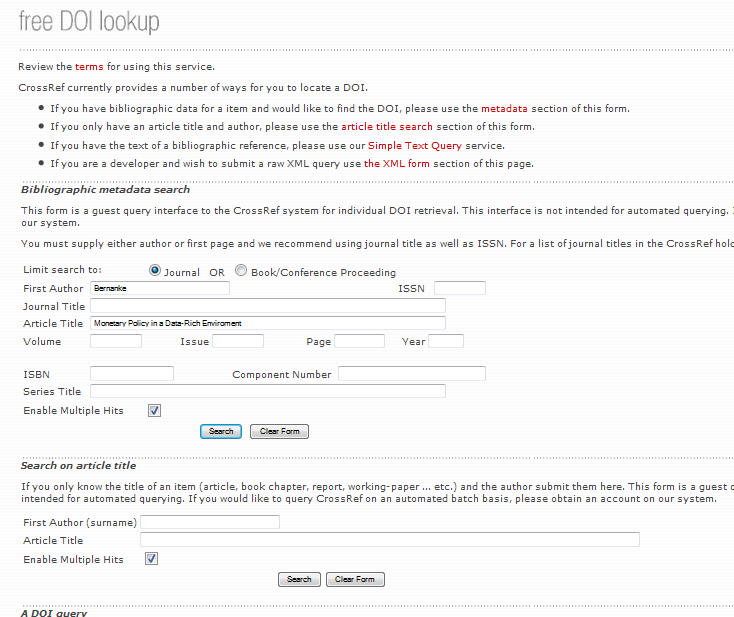 free DOI lookup
Review the terms for using this service.
CrossRef currently provides a number of ways for you to locate a DOI.
If you have bibliographic data for a item and would like to find the DOI, please use the metadata section of this form.
If you only have an article title and author, please use the article title search section of this form.
If you have the text of a bibliographic reference, please use our Simple Text Query service.
If you are a developer and wish to submit a raw XML query use the XML form section of this page.
Bibliographic metadata search
This form is a guest query interface to the CrossRef system for individual DOI retrieval. This interface is not intended for automated querying.
our system.
You must supply either author or first page and we recommend using journal title as well as ISSN. For a list of journal titles in the CrossRef hold
Limit search to: Journal OR Book/Conference Proceeding
First Author Bernanke ISSN
Journal Title
Article Title Monetary Policy in a Data-Rich Enviroment
Volume Issue Page Year
ISBN Component Number
Series Title
Enable Multiple Hits
Search Clear Form
Search on article title
If you only know the title of an item (article, book chapter, report, working-paper ... etc.) and the author submit them here. This form is a guest
intended for automated querying. If you would like to query CrossRef on an automated batch basis, please obtain an account on our system.
First Author (surname)
Article Title
Enable Multiple Hits
Search Clear Form
A DOI query